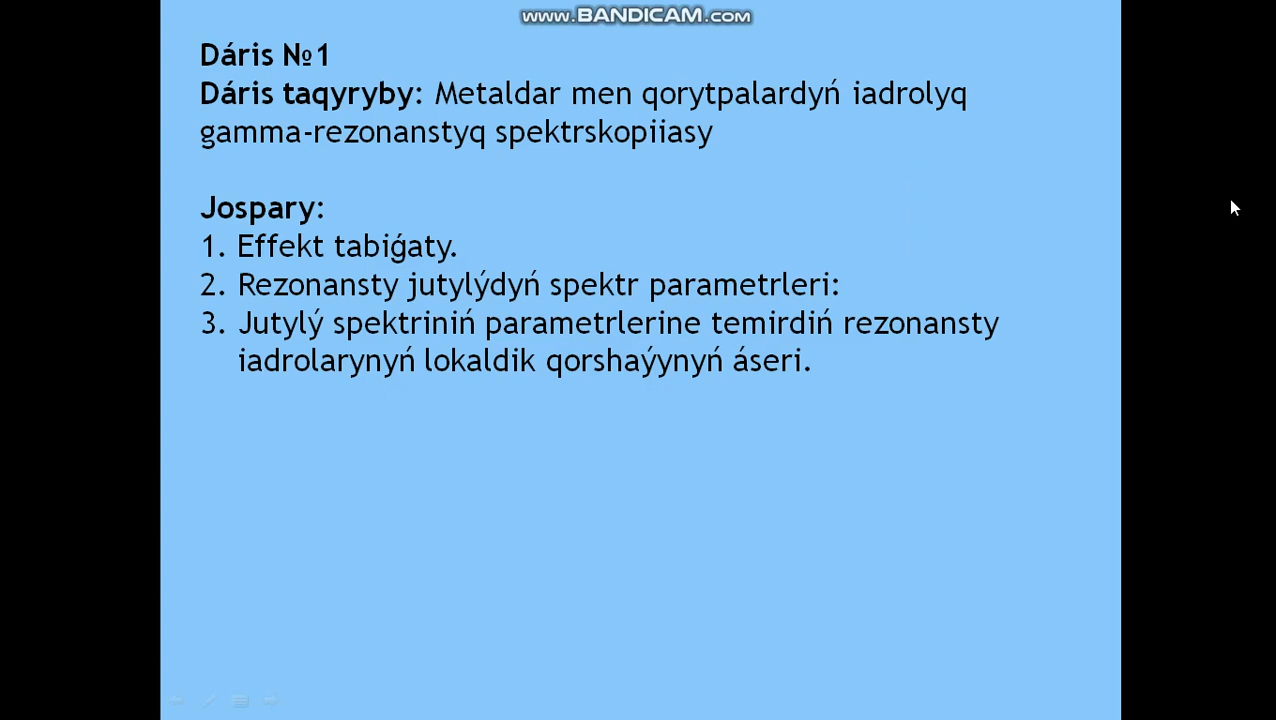 www.BANDICAM.com
Dáris №1
Dáris taqyryby: Metaldar men qorytpalardyń iadrolyq
gamma-rezonanstyq spektrskopiiasy
Jospary:
1. Effekt tabiǵaty.
2. Rezonansty jutylýdyń spektr parametrleri:
3. Jutylý spektriniń parametrlerine temirdiń rezonansty
iadrolarynyń lokaldik qorshaýynyń áseri.